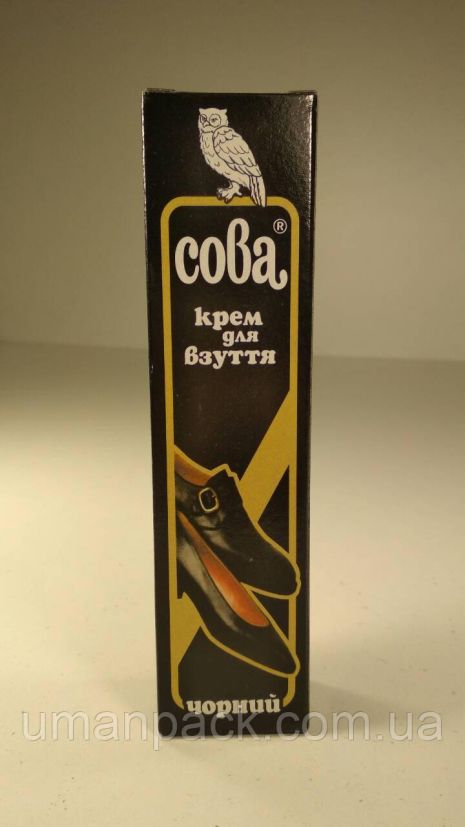 сова®
крем
для
взуття
чорний
umanpack.com.ua